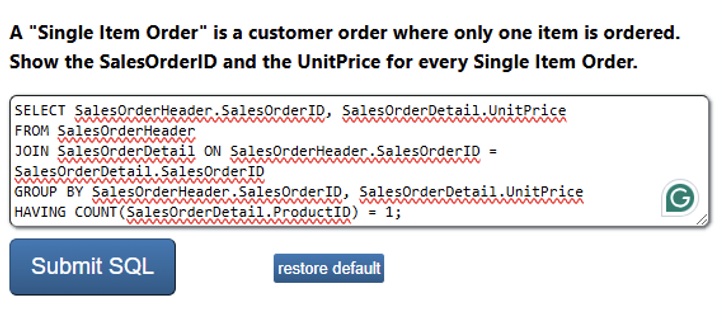 A "Single Item Order" is a customer order where only one item is ordered.
Show the SalesOrderID and the UnitPrice for every Single Item Order.
SELECT SalesOrderHeader.SalesOrderID, SalesOrderDetail.UnitPrice
FROM SalesOrderHeader
JOIN SalesOrderDetail ON SalesOrderHeader.SalesOrderID =
SalesOrderDetail.SalesOrderID
GROUP BY SalesOrderHeader.SalesOrderID, SalesOrderDetail.UnitPrice
HAVING COUNT(SalesOrderDetail.ProductID) = 1;
Submit SQL
restore default